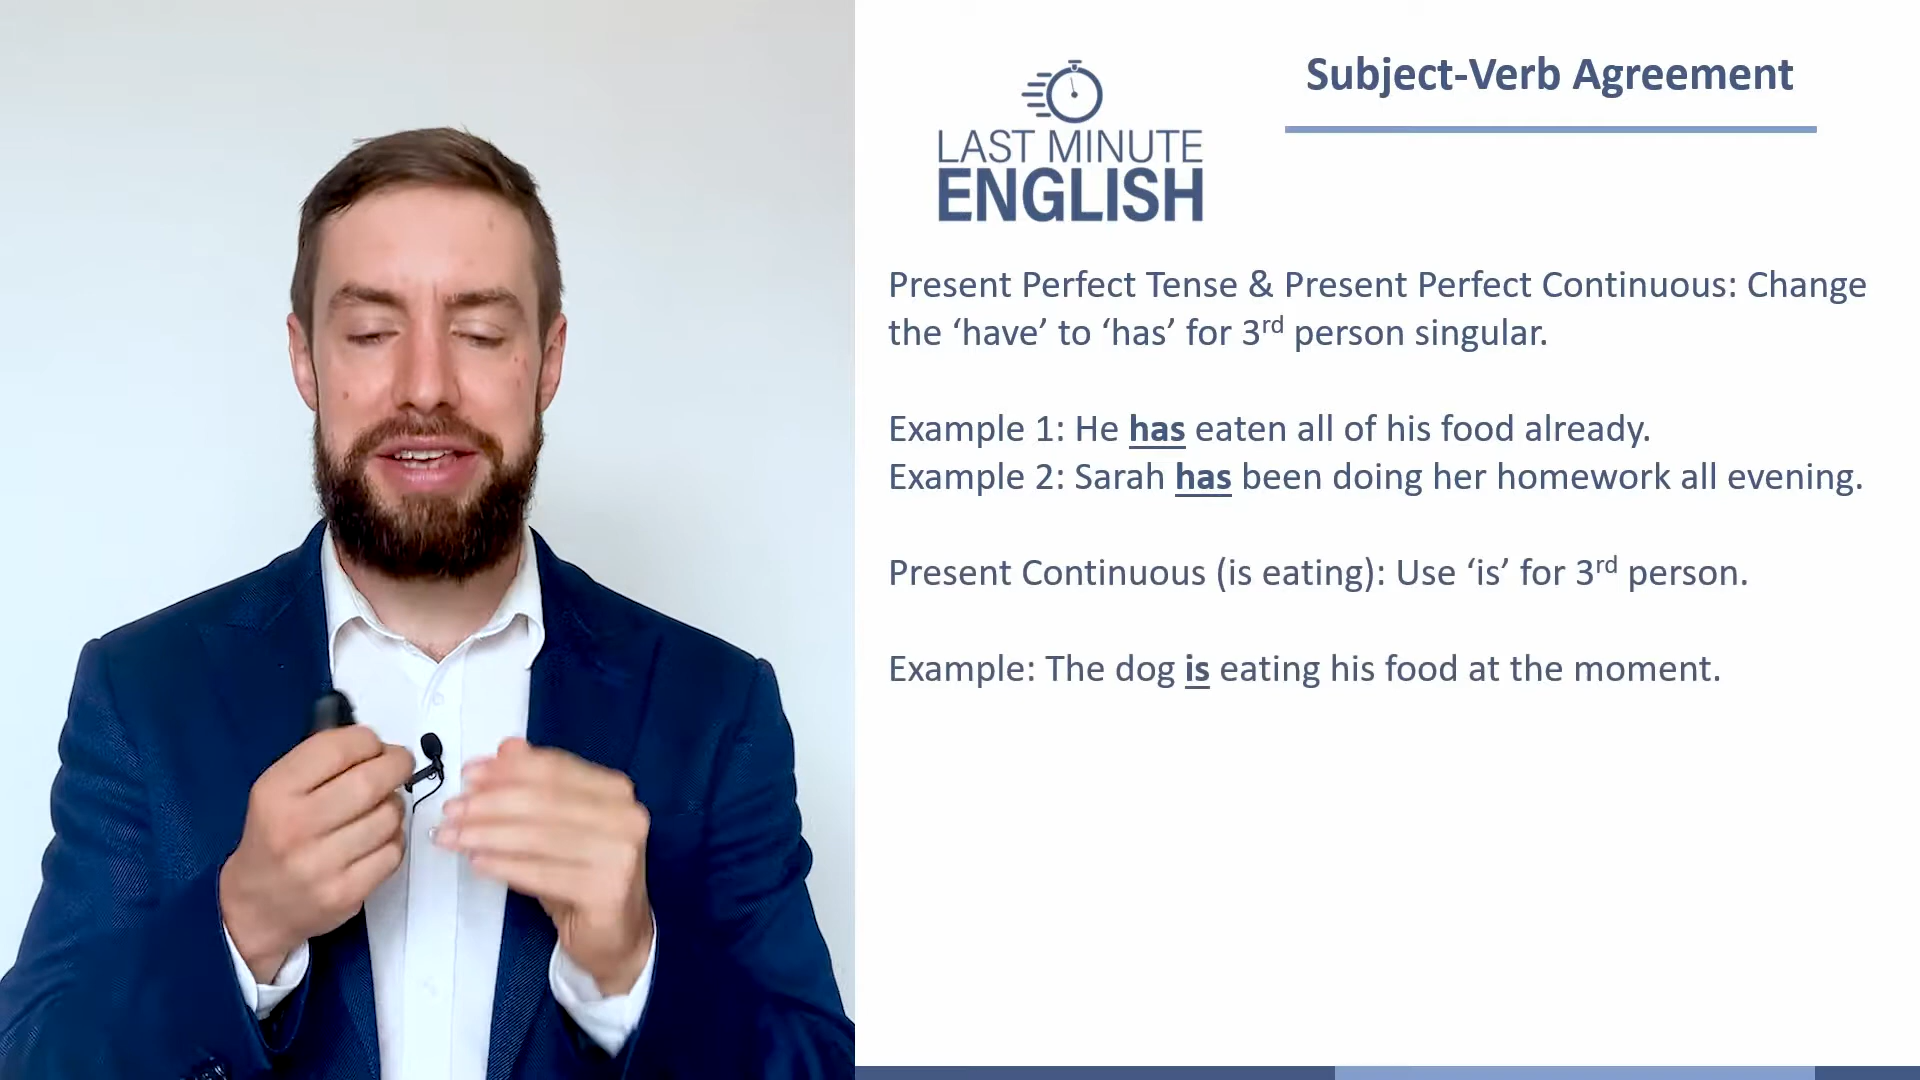 Subject-Verb Agreement
LAST MINUTE
ENGLISH
Present Perfect Tense & Present Perfect Continuous: Change
the ‘have’ to ‘has’ for 3rd person singular.
Example 1: He has eaten all of his food already.
Example 2: Sarah has been doing her homework all evening.
Present Continuous (is eating): Use ‘is’ for 3rd person.
Example: The dog is eating his food at the moment.